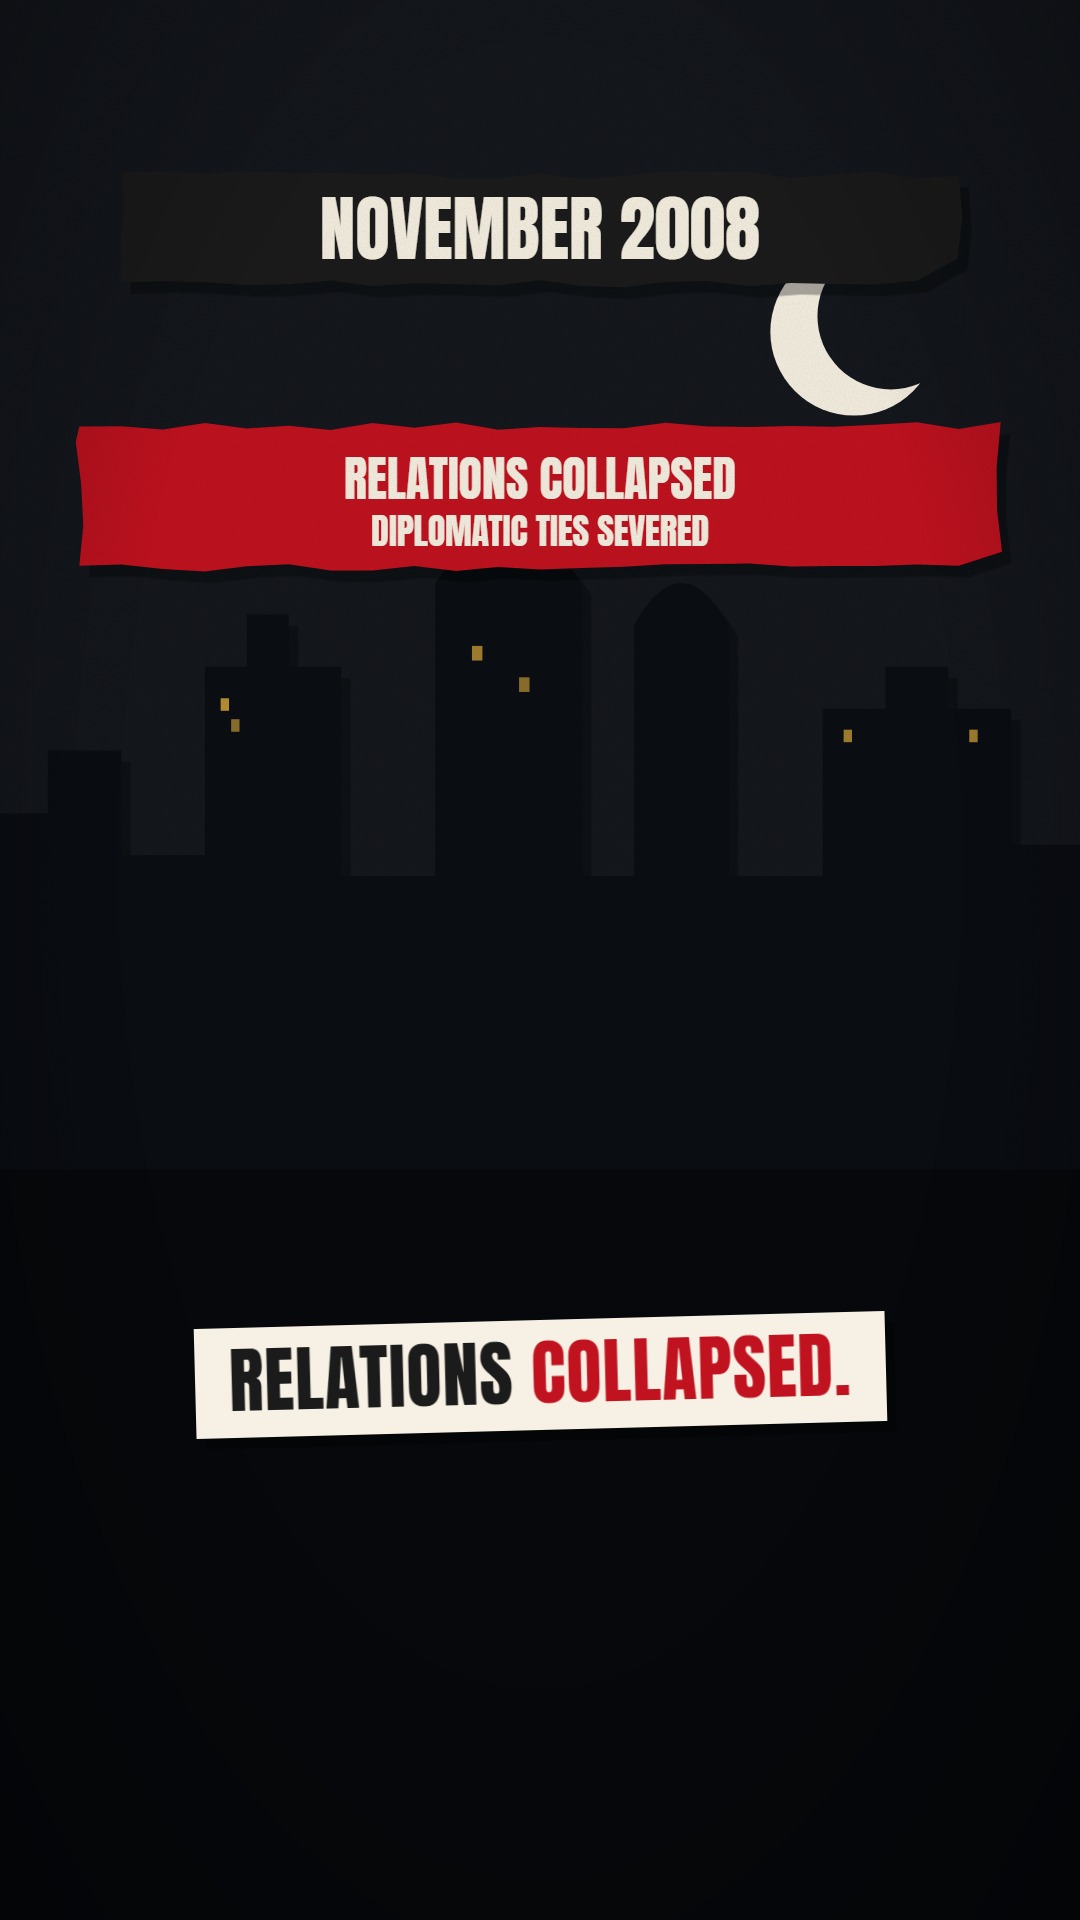 NOVEMBER 2008
RELATIONS COLLAPSED
DIPLOMATIC TIES SEVERED
RELATIONS COLLAPSED.